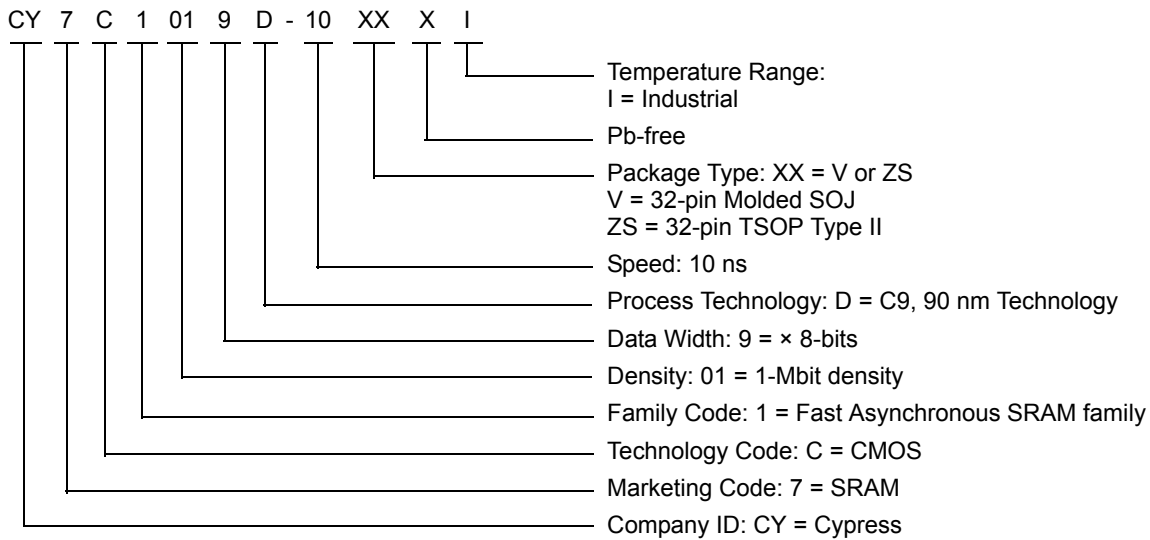 CY 7 C 1 01 9 D - 10 XX X I
Temperature Range:
I = Industrial
Pb-free
Package Type: XX = V or ZS
V = 32-pin Molded SOJ
ZS = 32-pin TSOP Type II
Speed: 10 ns
Process Technology: D = C9, 90 nm Technology
Data Width: 9 = × 8-bits
Density: 01 = 1-Mbit density
Family Code: 1 = Fast Asynchronous SRAM family
Technology Code: C = CMOS
Marketing Code: 7 = SRAM
Company ID: CY = Cypress